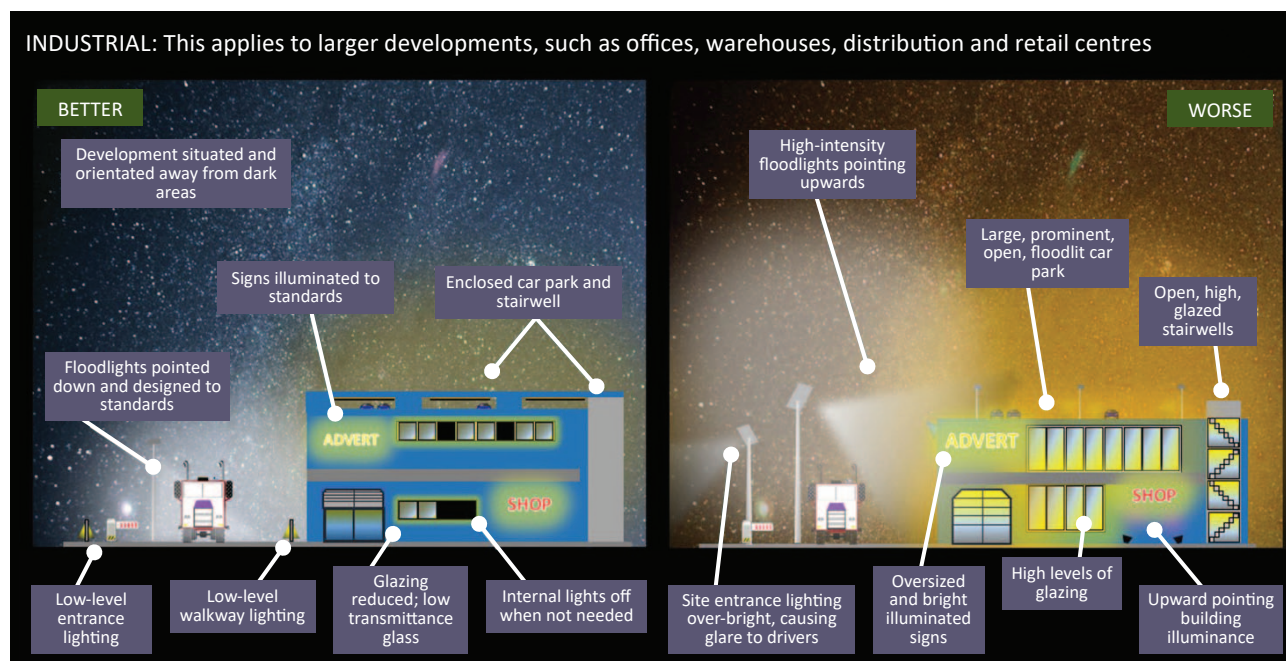 INDUSTRIAL: This applies to larger developments, such as offices, warehouses, distribution and retail centres
BETTER
Development situated and
orientated away from dark
areas
Signs illuminated to
standards
Enclosed car park and
stairwell
Floodlights pointed
down and designed to
standards
ADVERT
SHOP
Low-level
entrance
lighting
Low-level
walkway lighting
Glazing
reduced; low
transmittance
glass
Internal lights off
when not needed
WORSE
High-intensity
floodlights pointing
upwards
Large, prominent,
open, floodlit car
park
Open, high,
glazed
stairwells
ADVERT
SHOP
Site entrance lighting
over-bright, causing
glare to drivers
Oversized
and bright
illuminated
signs
High levels of
glazing
Upward pointing
building
illuminance